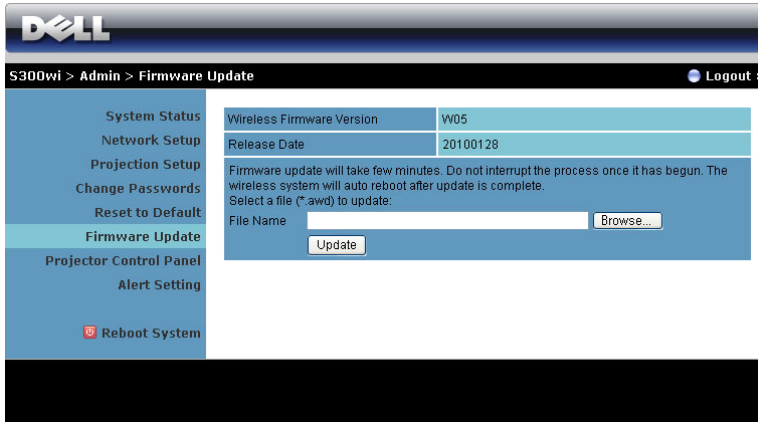 DELL
S300wi > Admin > Firmware Update
Logout
System Status
Network Setup
Projection Setup
Change Passwords
Reset to Default
Firmware Update
Projector Control Panel
Alert Setting
Reboot System
Wireless Firmware Version W05
Release Date 20100128
Firmware update will take few minutes. Do not interrupt the process once it has begun. The
wireless system will auto reboot after update is complete.
Select a file (*.awd) to update:
File Name Browse...
Update